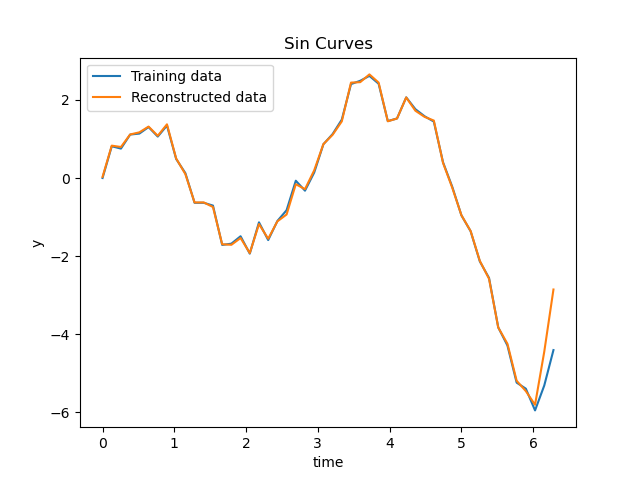 Sin Curves
Training data
Reconstructed data
y
2
0
−2
−4
−6
0 1 2 3 4 5 6
time